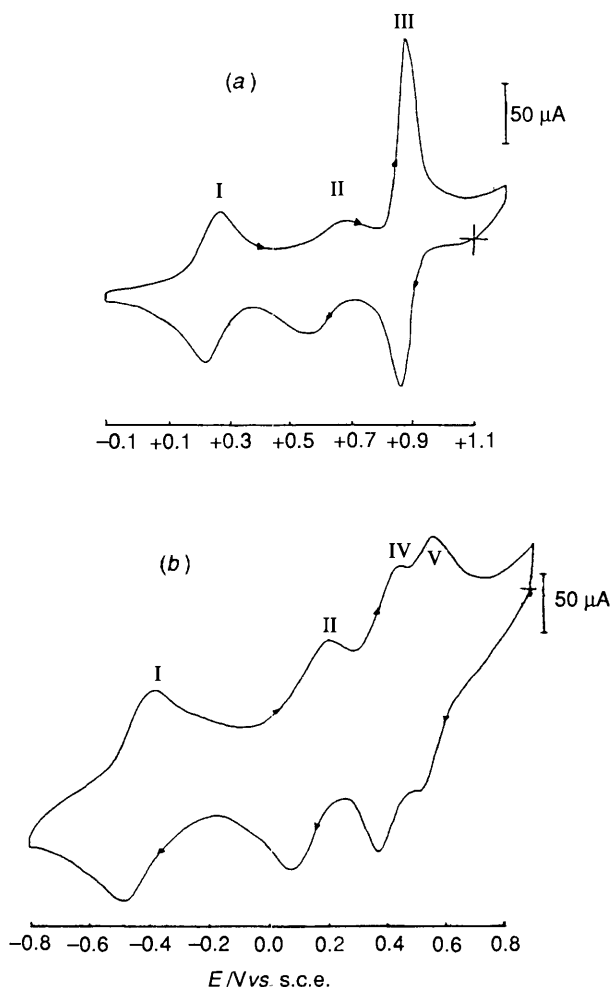 III
(a)
50 μA
I
II
−0.1 +0.1 +0.3 +0.5 +0.7 +0.9 +1.1
(b)
IV
V
50 μA
II
I
−0.8 −0.6 −0.4 −0.2 0.0 0.2 0.4 0.6 0.8
E /V vs. s.c.e.